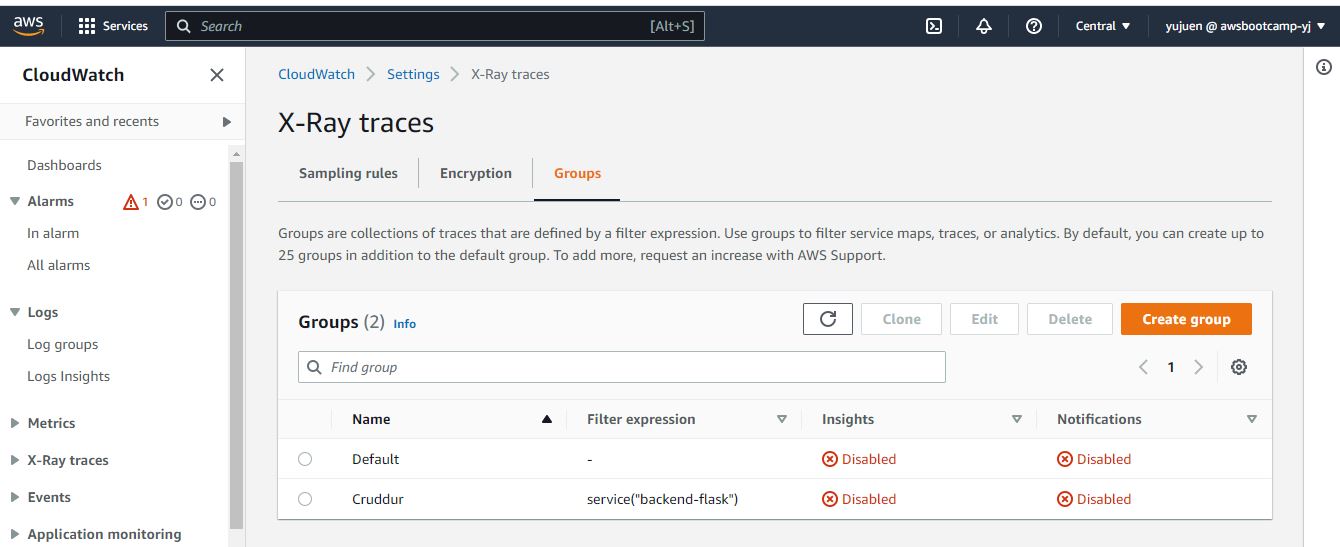 aws Services Search [Alt+S] Central yujuen @ awsbootcamp-yj
CloudWatch
Favorites and recents
Dashboards
Alarms 1 0 0
In alarm
All alarms
Logs
Log groups
Logs Insights
Metrics
X-Ray traces
Events
Application monitoring
CloudWatch Settings X-Ray traces
X-Ray traces
Sampling rules Encryption Groups
Groups are collections of traces that are defined by a filter expression. Use groups to filter service maps, traces, or analytics. By default, you can create up to
25 groups in addition to the default group. To add more, request an increase with AWS Support.
Groups (2) Info Clone Edit Delete Create group
Find group 1
Name Filter expression Insights Notifications
Default - Disabled Disabled
Cruddur service("backend-flask") Disabled Disabled